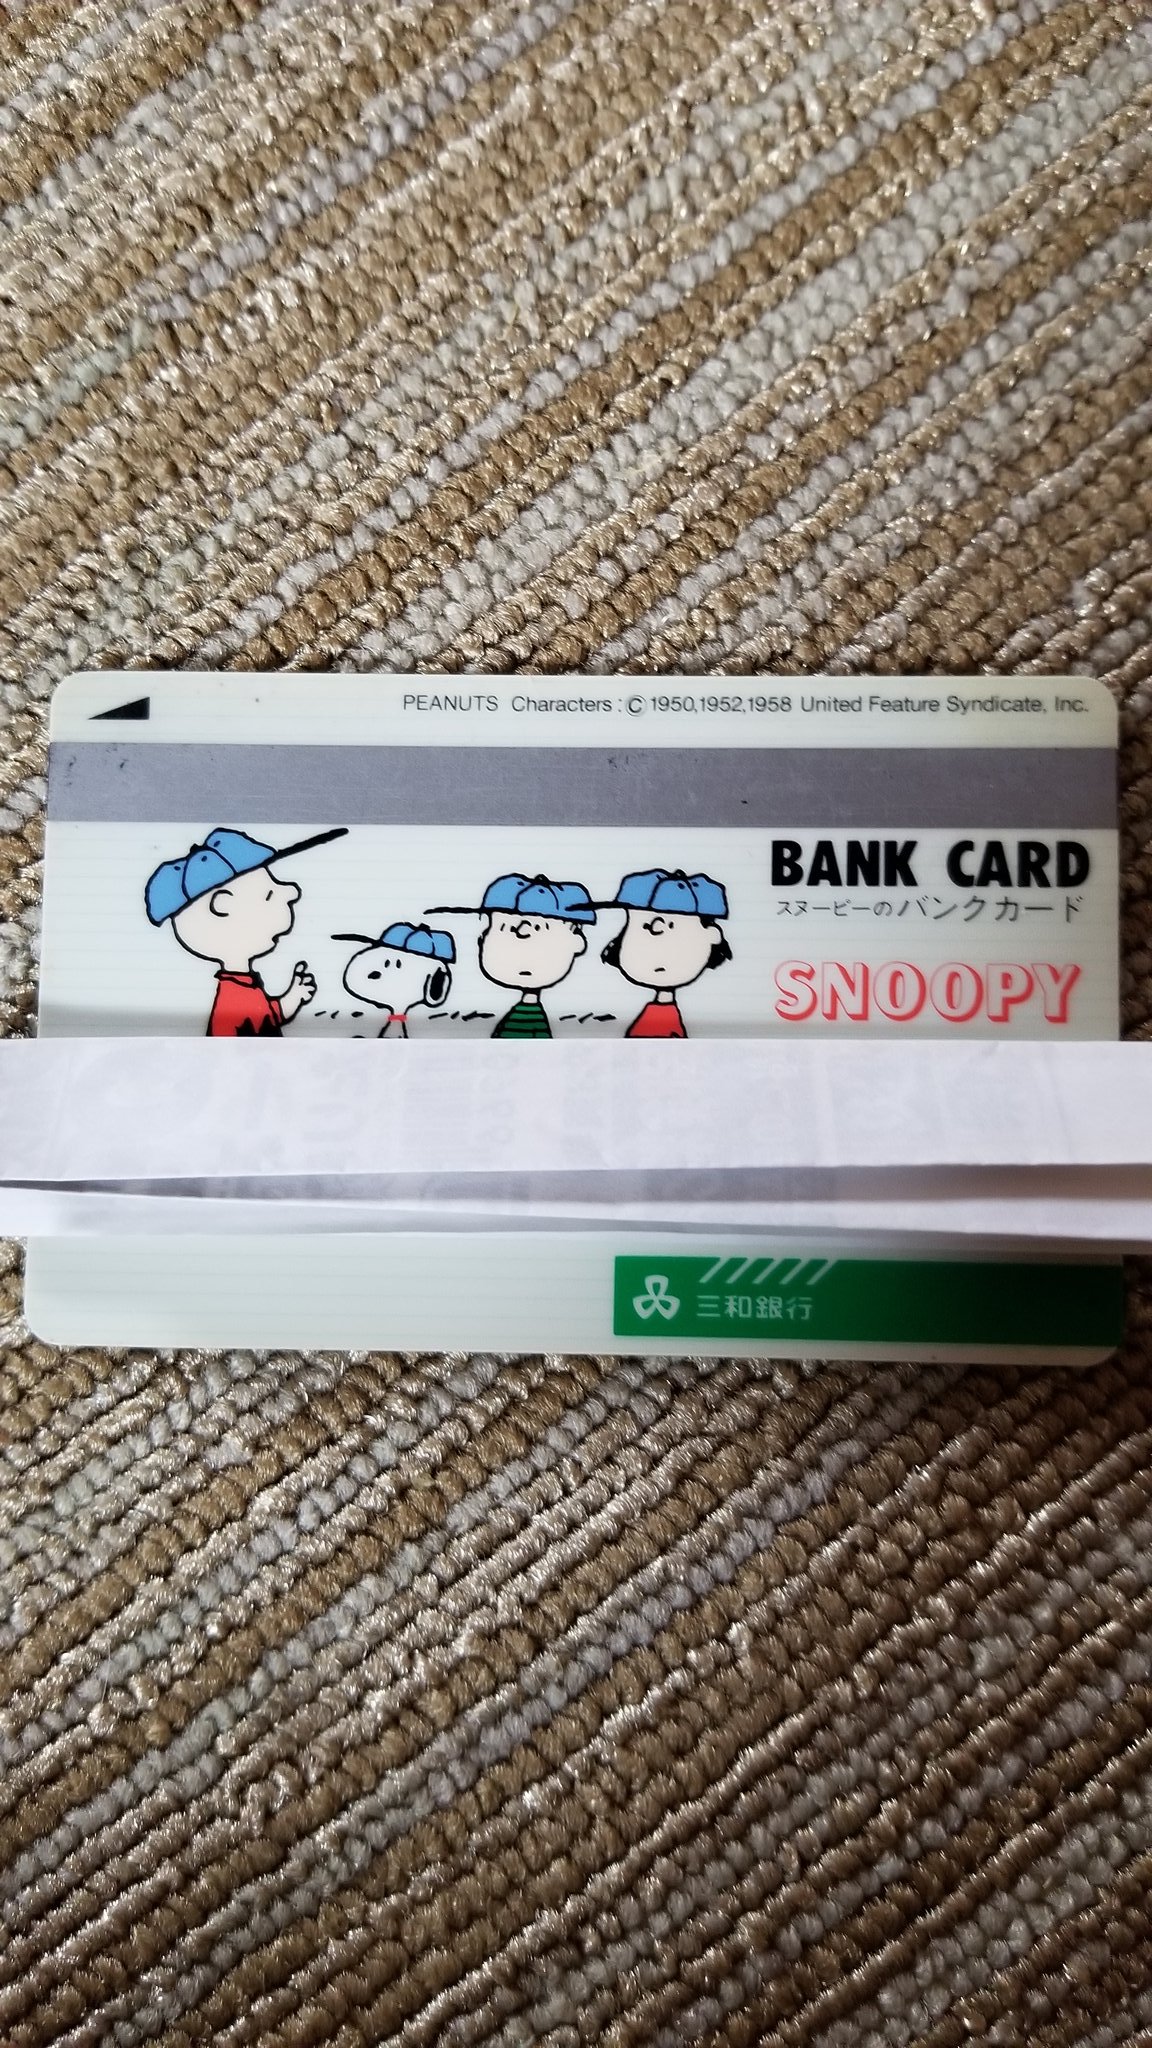 PEANUTS Characters: © 1950,1952,1958 United Feature Syndicate, Inc.
BANK CARD
スヌーピーのバンクカード
SNOOPY
三和銀行